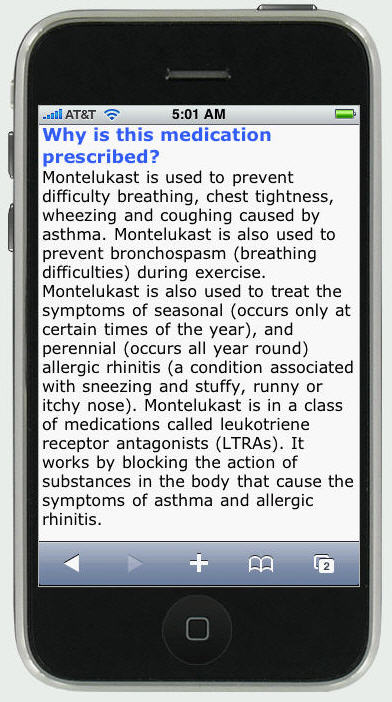 AT&T 5:01 AM
Why is this medication
prescribed?
Montelukast is used to prevent
difficulty breathing, chest tightness,
wheezing and coughing caused by
asthma. Montelukast is also used to
prevent bronchospasm (breathing
difficulties) during exercise.
Montelukast is also used to treat the
symptoms of seasonal (occurs only at
certain times of the year), and
perennial (occurs all year round)
allergic rhinitis (a condition associated
with sneezing and stuffy, runny or
itchy nose). Montelukast is in a class
of medications called leukotriene
receptor antagonists (LTRAs). It
works by blocking the action of
substances in the body that cause the
symptoms of asthma and allergic
rhinitis.
2